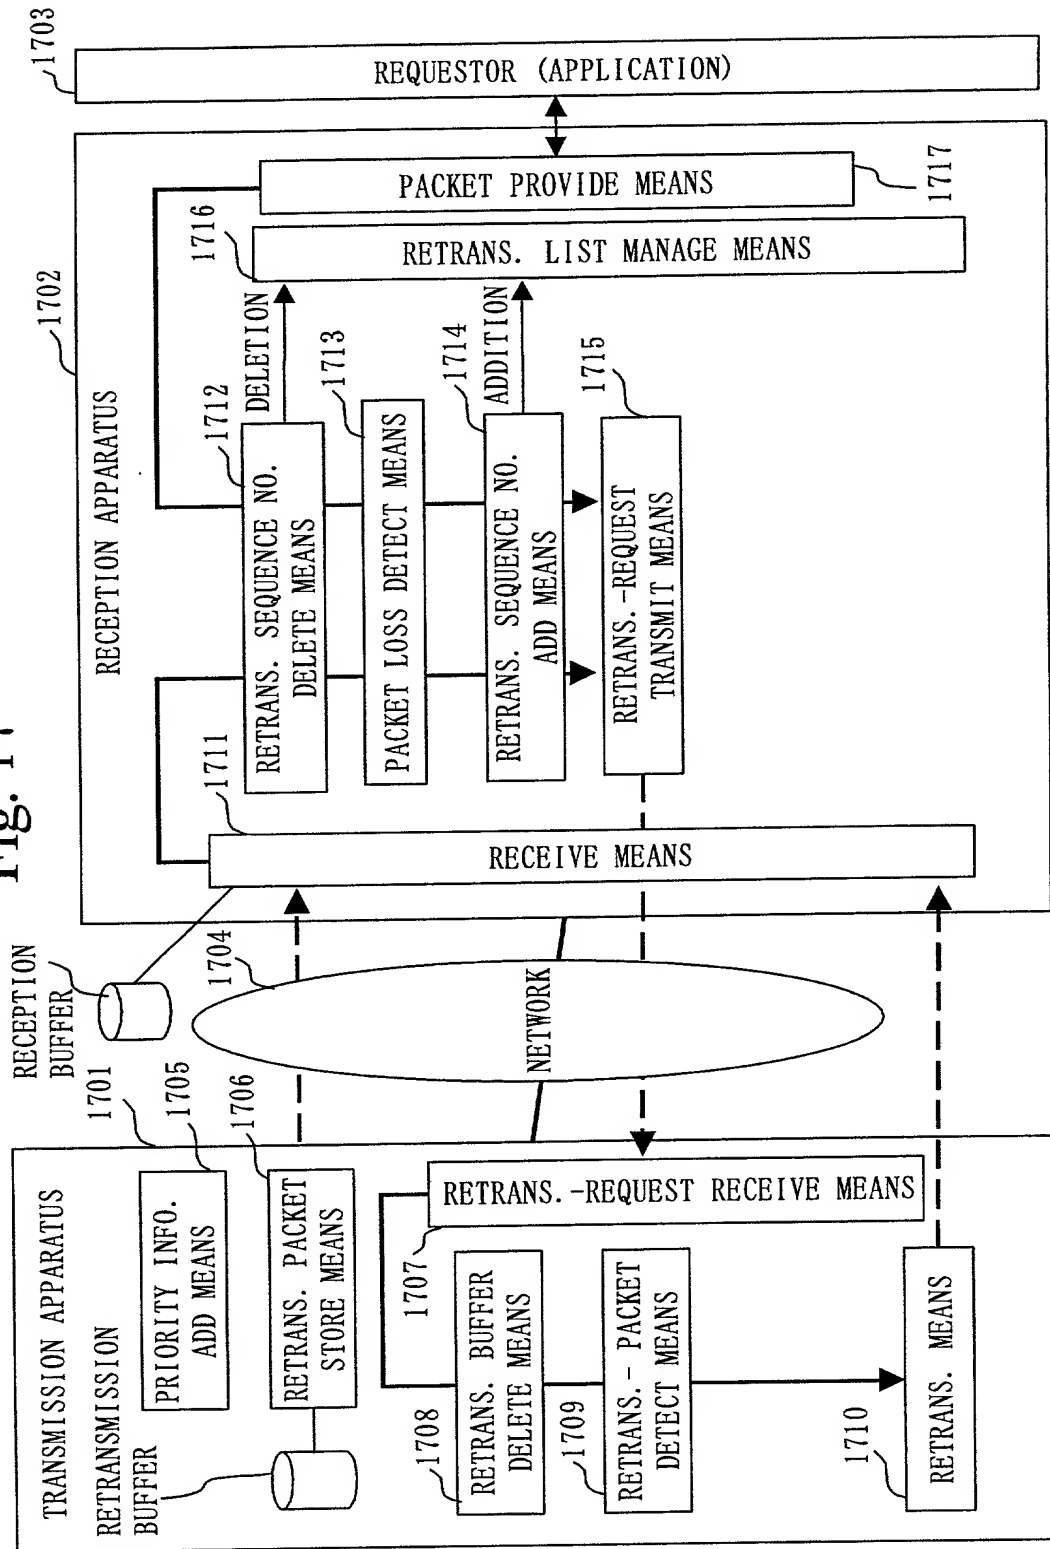 Fig. 17
TRANSMISSION APPARATUS
1701
RETRANSMISSION
BUFFER
PRIORITY INFO.
ADD MEANS
1705
RETRANS. PACKET
STORE MEANS
1706
RETRANS.-REQUEST RECEIVE MEANS
1707
RETRANS. BUFFER
DELETE MEANS
1708
RETRANS.- PACKET
DETECT MEANS
1709
RETRANS. MEANS
1710
RECEPTION
BUFFER
1704
NETWORK
RECEPTION APPARATUS
1702
1711
RECEIVE MEANS
RETRANS. SEQUENCE NO.
DELETE MEANS
1712
DELETION
PACKET LOSS DETECT MEANS
1713
RETRANS. SEQUENCE NO.
ADD MEANS
1714
ADDITION
RETRANS.-REQUEST
TRANSMIT MEANS
1715
1716
RETRANS. LIST MANAGE MEANS
PACKET PROVIDE MEANS
1717
1703
REQUESTOR (APPLICATION)